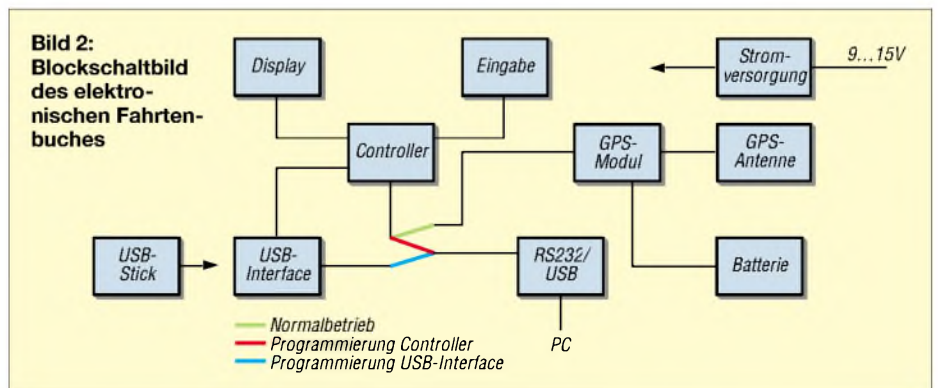 Bild 2:
Blockschaltbild
des elektro-
nischen Fahrten-
buches
Display
Eingabe
Strom-
versorgung
9...15V
Controller
GPS-
Modul
GPS-
Antenne
USB-
Stick
USB-
Interface
RS232/
USB
Batterie
Normalbetrieb
Programmierung Controller
Programmierung USB-Interface
PC